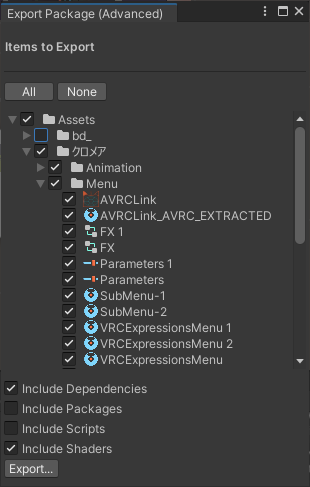 Export Package (Advanced)
Items to Export
All
None
Assets
bd_
クロメア
Animation
Menu
AVRCLink
AVRCLink_AVRC_EXTRACTED
FX 1
FX
Parameters 1
Parameters
SubMenu-1
SubMenu-2
VRCExpressionsMenu 1
VRCExpressionsMenu 2
VRCExpressionsMenu
Include Dependencies
Include Packages
Include Scripts
Include Shaders
Export...